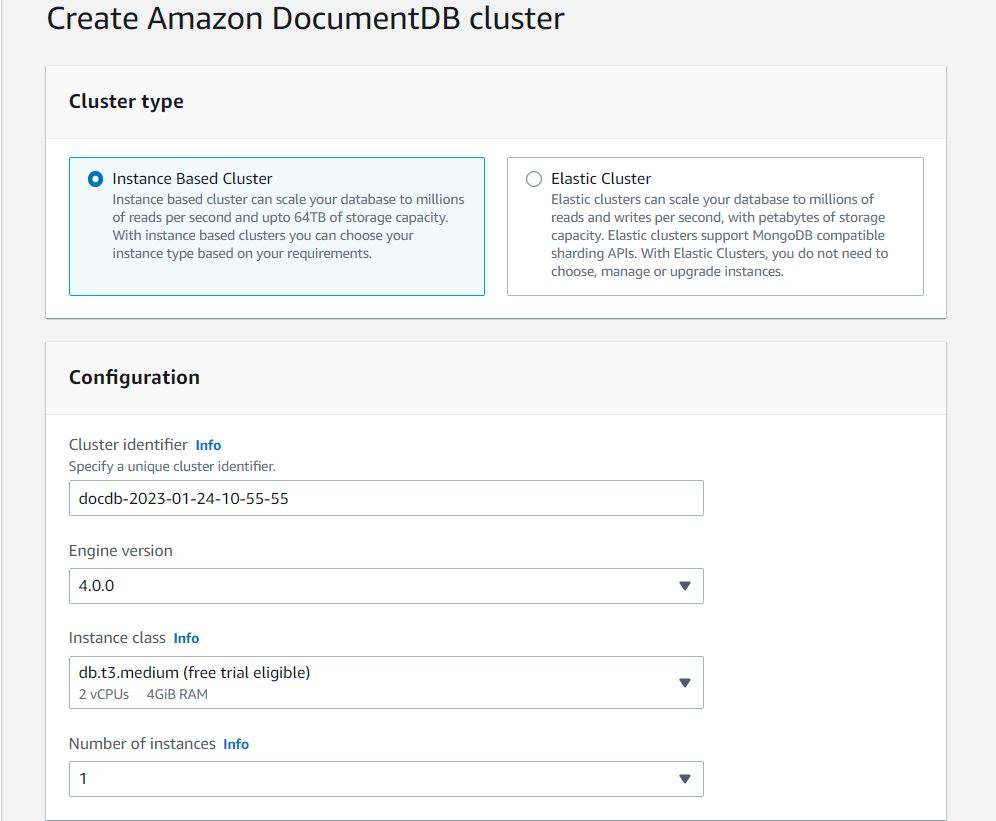 Create Amazon DocumentDB cluster
Cluster type
Instance Based Cluster
Instance based cluster can scale your database to millions
of reads per second and upto 64TB of storage capacity.
With instance based clusters you can choose your
instance type based on your requirements.
Elastic Cluster
Elastic clusters can scale your database to millions of
reads and writes per second, with petabytes of storage
capacity. Elastic clusters support MongoDB compatible
sharding APIs. With Elastic Clusters, you do not need to
choose, manage or upgrade instances.
Configuration
Cluster identifier Info
Specify a unique cluster identifier.
docdb-2023-01-24-10-55-55
Engine version
4.0.0
Instance class Info
db.t3.medium (free trial eligible)
2 vCPUs 4GiB RAM
Number of instances Info
1